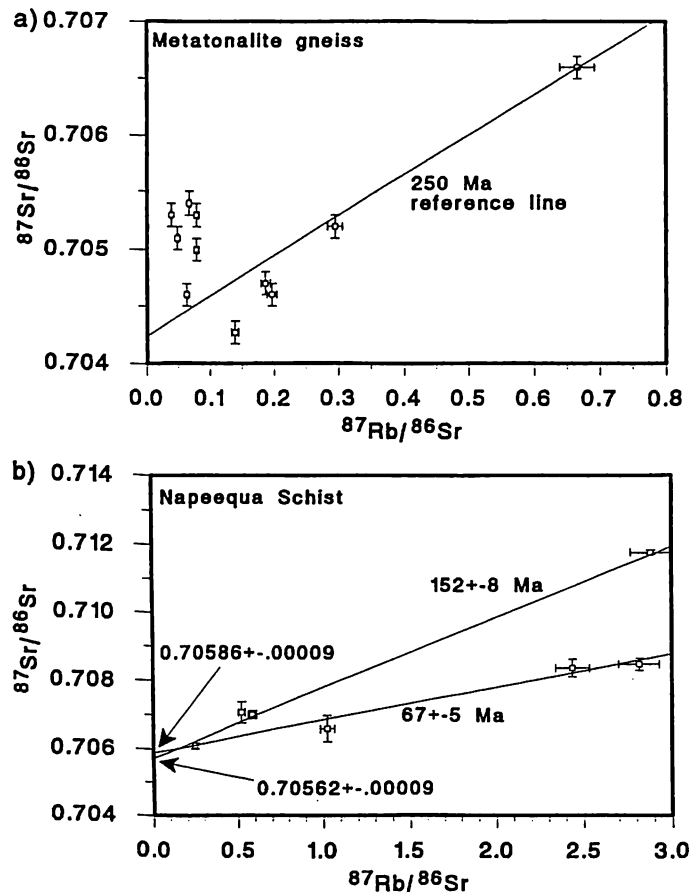 a)
0.707
Metatonalite gneiss
0.706
87Sr/86Sr
250 Ma
reference line
0.705
0.704
0.0 0.1 0.2 0.3 0.4 0.5 0.6 0.7 0.8
87Rb/86Sr
b)
0.714
Napeequa Schist
0.712
152+-8 Ma
0.710
87Sr/86Sr
0.70586+-.00009
0.708
67+-5 Ma
0.706
0.70562+-.00009
0.704
0.0 0.5 1.0 1.5 2.0 2.5 3.0
87Rb/86Sr